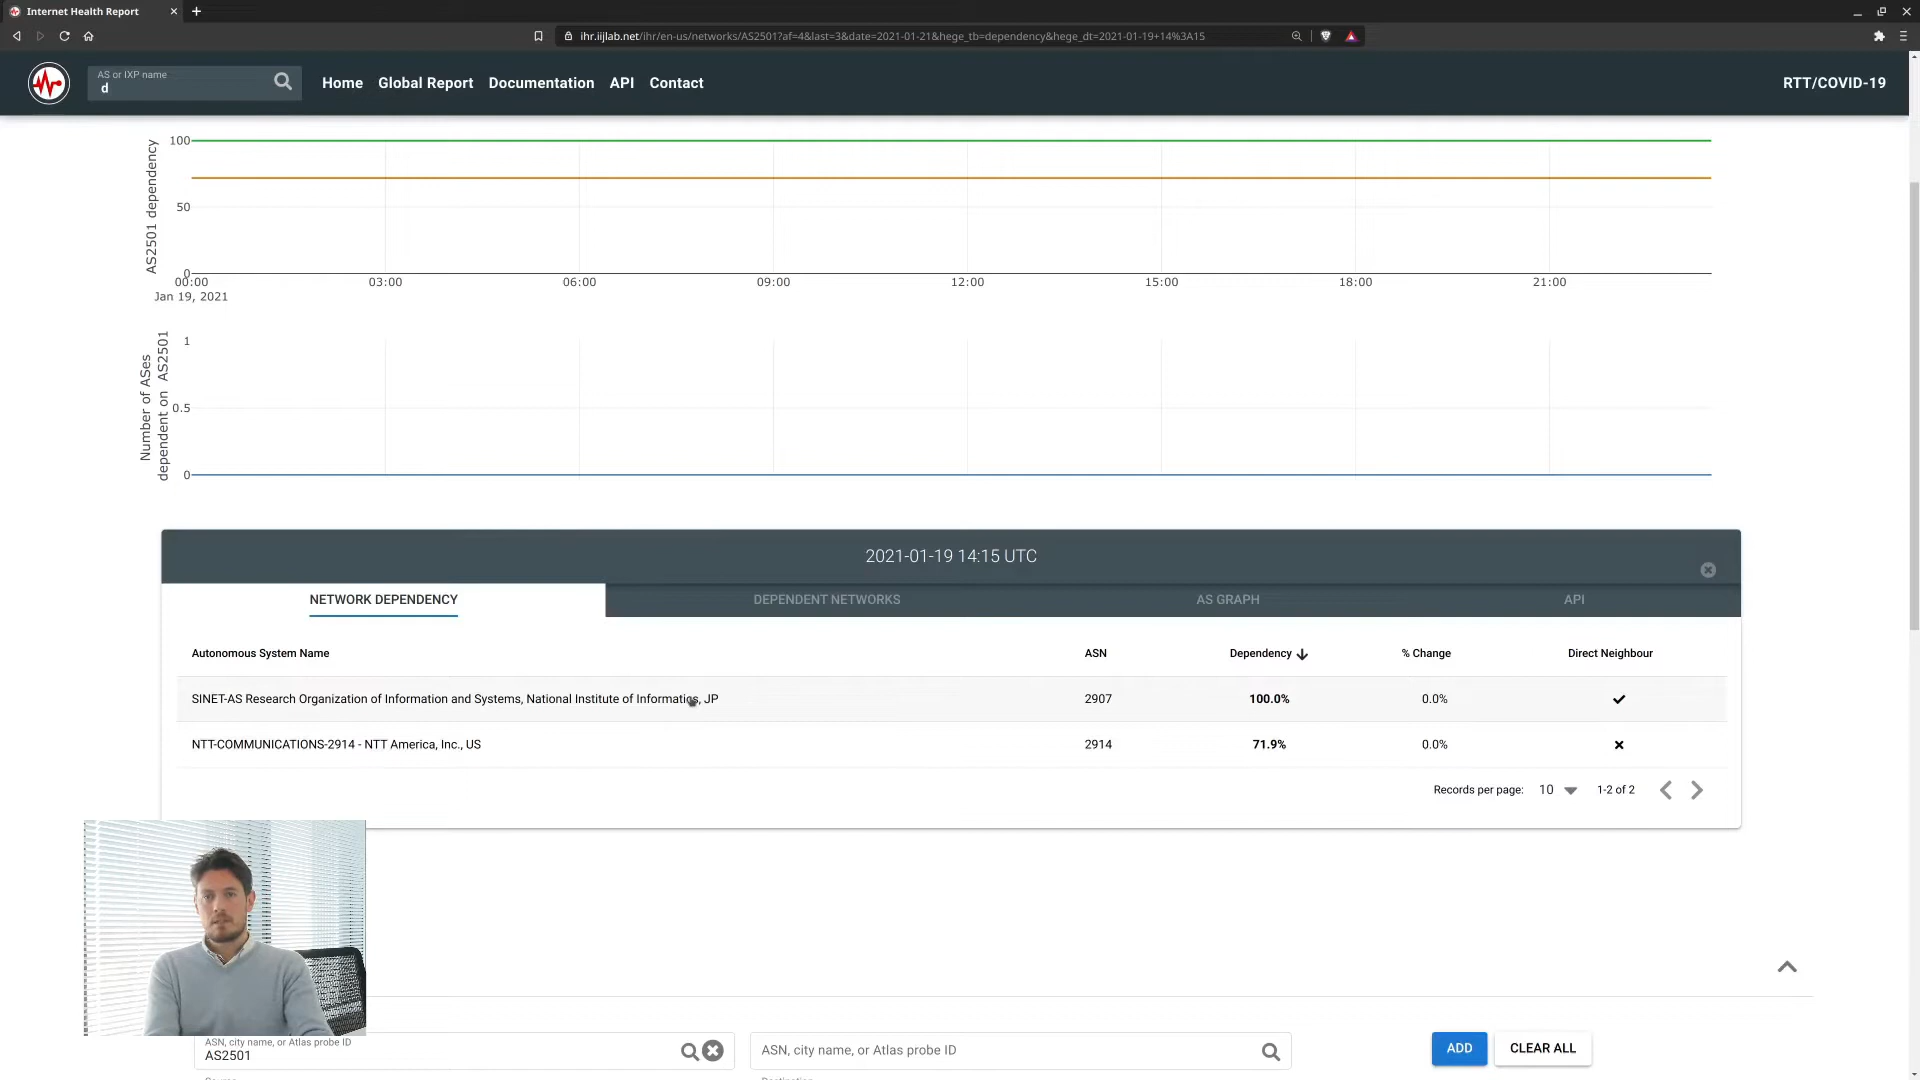 Internet Health Report
ihr.iijlab.net/ihr/en-us/networks/AS2501?af=4&last=3&date=2021-01-21&hege_tb=dependency&hege_dt=2021-01-19+14%3A15
AS or IXP name
d
Home
Global Report
Documentation
API
Contact
RTT/COVID-19
AS2501 dependency
100
50
0
00:00
03:00
06:00
09:00
12:00
15:00
18:00
21:00
Jan 19, 2021
Number of ASes
dependent on AS2501
1
0.5
0
2021-01-19 14:15 UTC
NETWORK DEPENDENCY
DEPENDENT NETWORKS
AS GRAPH
API
Autonomous System Name
ASN
Dependency
% Change
Direct Neighbour
SINET-AS Research Organization of Information and Systems, National Institute of Informatics, JP
2907
100.0%
0.0%
NTT-COMMUNICATIONS-2914 - NTT America, Inc., US
2914
71.9%
0.0%
Records per page:
10
1-2 of 2
ASN, city name, or Atlas probe ID
AS2501
ASN, city name, or Atlas probe ID
ADD
CLEAR ALL